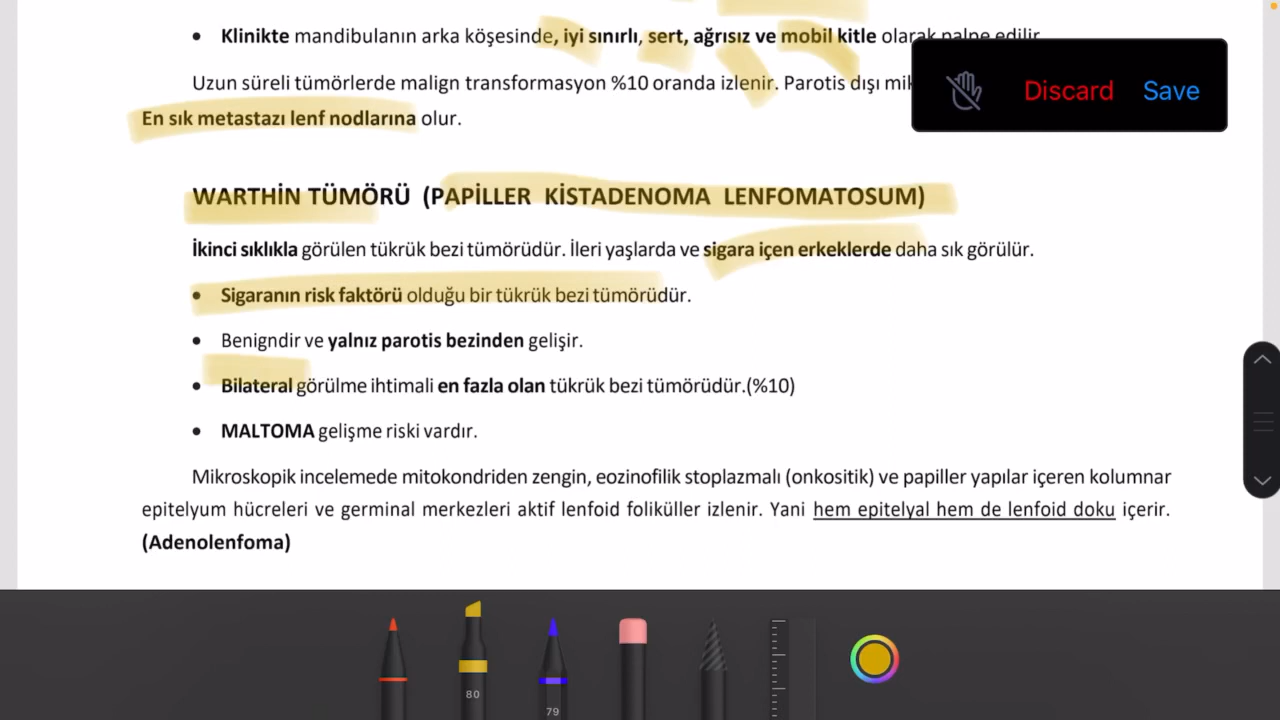 • Klinikte mandibulanın arka köşesinde, iyi sınırlı, sert, ağrısız ve mobil kitle olarak palpe edilir.
Uzun süreli tümörlerde malign transformasyon %10 oranda izlenir. Parotis dışı
Discard Save
En sık metastazı lenf nodlarına olur.
WARTHİN TÜMÖRÜ (PAPİLLER KİSTADENOMA LENFOMATOSUM)
İkinci sıklıkla görülen tükrük bezi tümörüdür. İleri yaşlarda ve sigara içen erkeklerde daha sık görülür.
• Sigaranın risk faktörü olduğu bir tükrük bezi tümörüdür.
• Benigndir ve yalnız parotis bezinden gelişir.
• Bilateral görülme ihtimali en fazla olan tükrük bezi tümörüdür.(%10)
• MALTOMA gelişme riski vardır.
Mikroskopik incelemede mitokondriden zengin, eozinofilik stoplazmalı (onkositik) ve papiller yapılar içeren kolumnar
epitelyum hücreleri ve germinal merkezleri aktif lenfoid foliküller izlenir. Yani hem epitelyal hem de lenfoid doku içerir.
(Adenolenfoma)
80
79